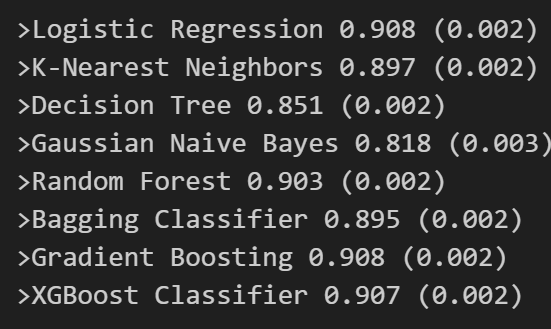 >Logistic Regression 0.908 (0.002)
>K-Nearest Neighbors 0.897 (0.002)
>Decision Tree 0.851 (0.002)
>Gaussian Naive Bayes 0.818 (0.003)
>Random Forest 0.903 (0.002)
>Bagging Classifier 0.895 (0.002)
>Gradient Boosting 0.908 (0.002)
>XGBoost Classifier 0.907 (0.002)